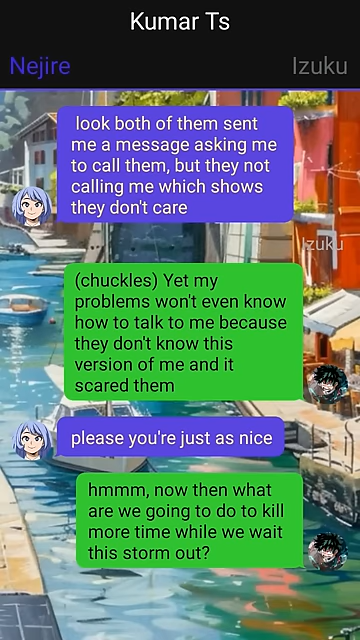 Kumar Ts
Nejire Izuku
look both of them sent
me a message asking me
to call them, but they not
calling me which shows
they don't care
Izuku
(chuckles) Yet my
problems won't even know
how to talk to me because
they don't know this
version of me and it
scared them
please you're just as nice
hmmm, now then what
are we going to do to kill
more time while we wait
this storm out?